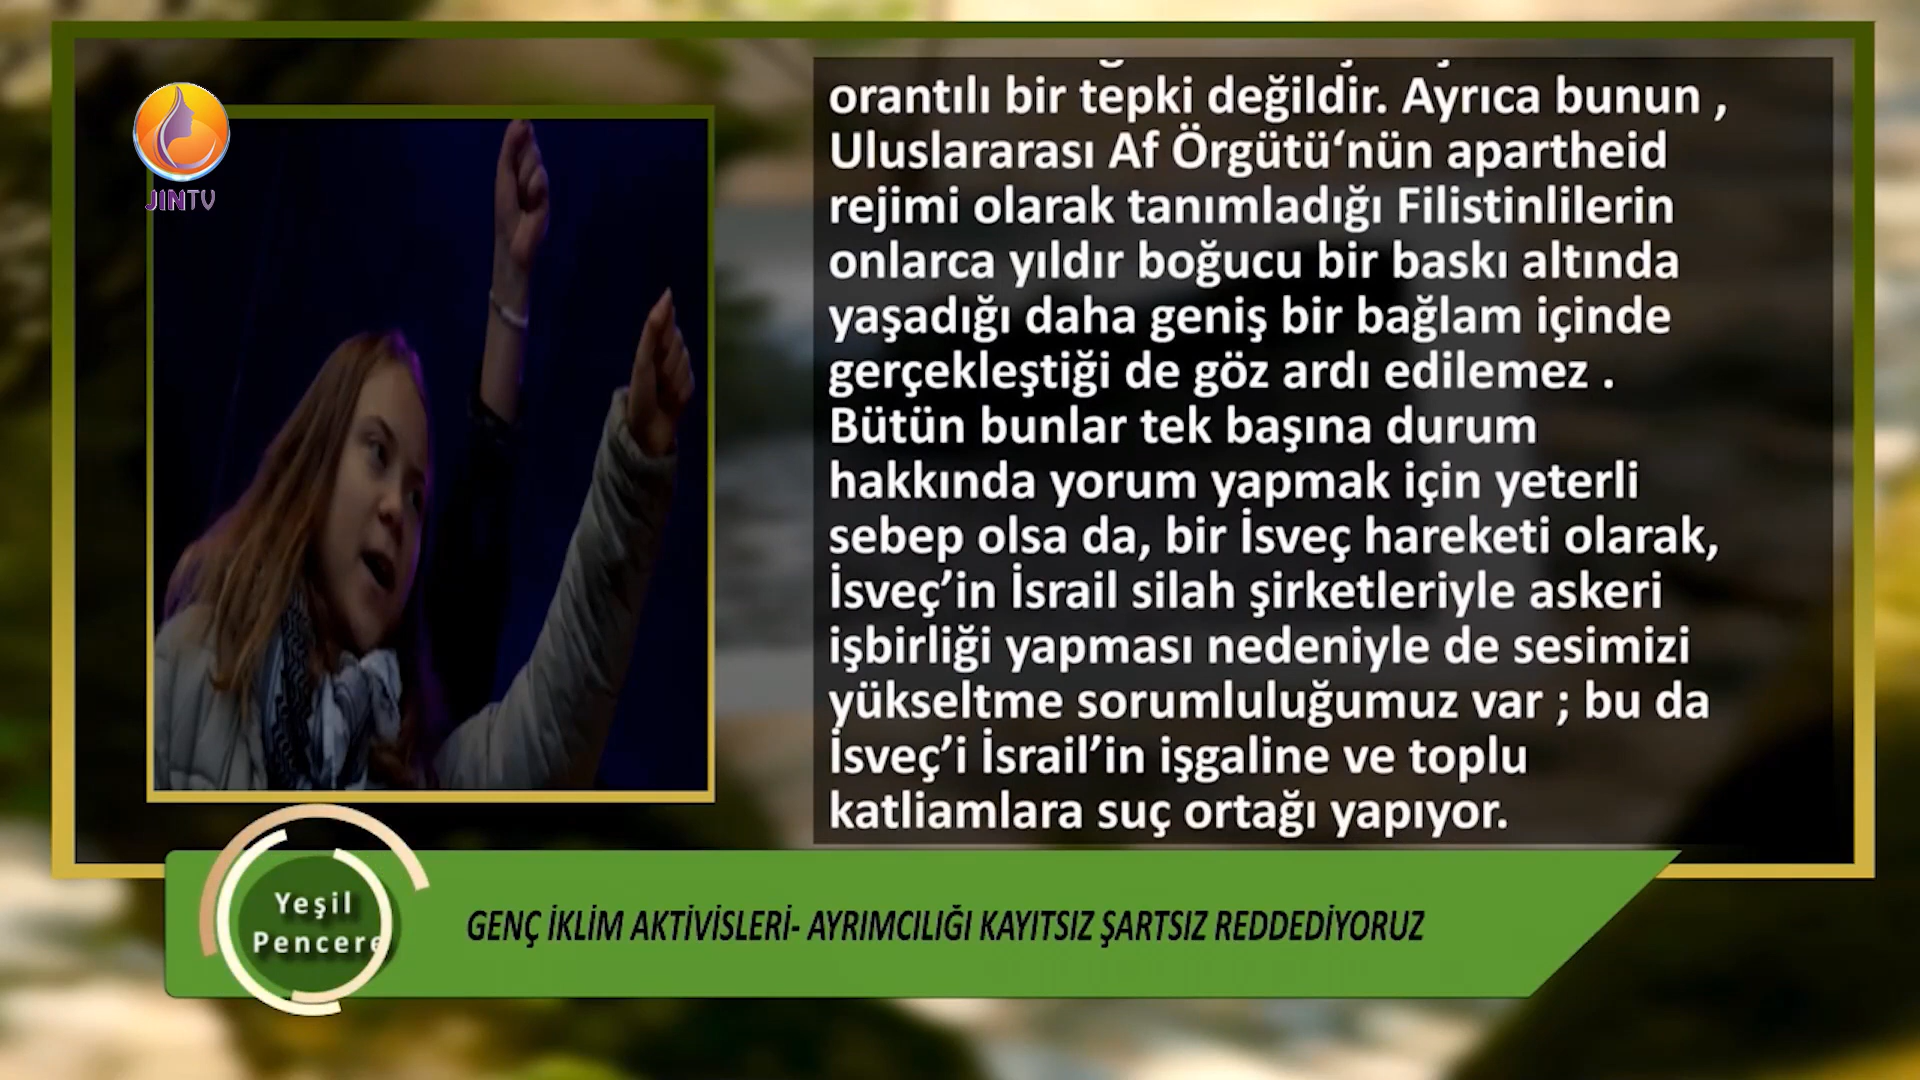 JINTV
orantılı bir tepki değildir. Ayrıca bunun ,
Uluslararası Af Örgütü‘nün apartheid
rejimi olarak tanımladığı Filistinlilerin
onlarca yıldır boğucu bir baskı altında
yaşadığı daha geniş bir bağlam içinde
gerçekleştiği de göz ardı edilemez .
Bütün bunlar tek başına durum
hakkında yorum yapmak için yeterli
sebep olsa da, bir İsveç hareketi olarak,
İsveç’in İsrail silah şirketleriyle askeri
işbirliği yapması nedeniyle de sesimizi
yükseltme sorumluluğumuz var ; bu da
İsveç’i İsrail’in işgaline ve toplu
katliamlara suç ortağı yapıyor.
Yeşil
Pencere
GENÇ İKLİM AKTİVİSLERİ- AYRIMCILIĞI KAYITSIZ ŞARTSIZ REDDEDİYORUZ